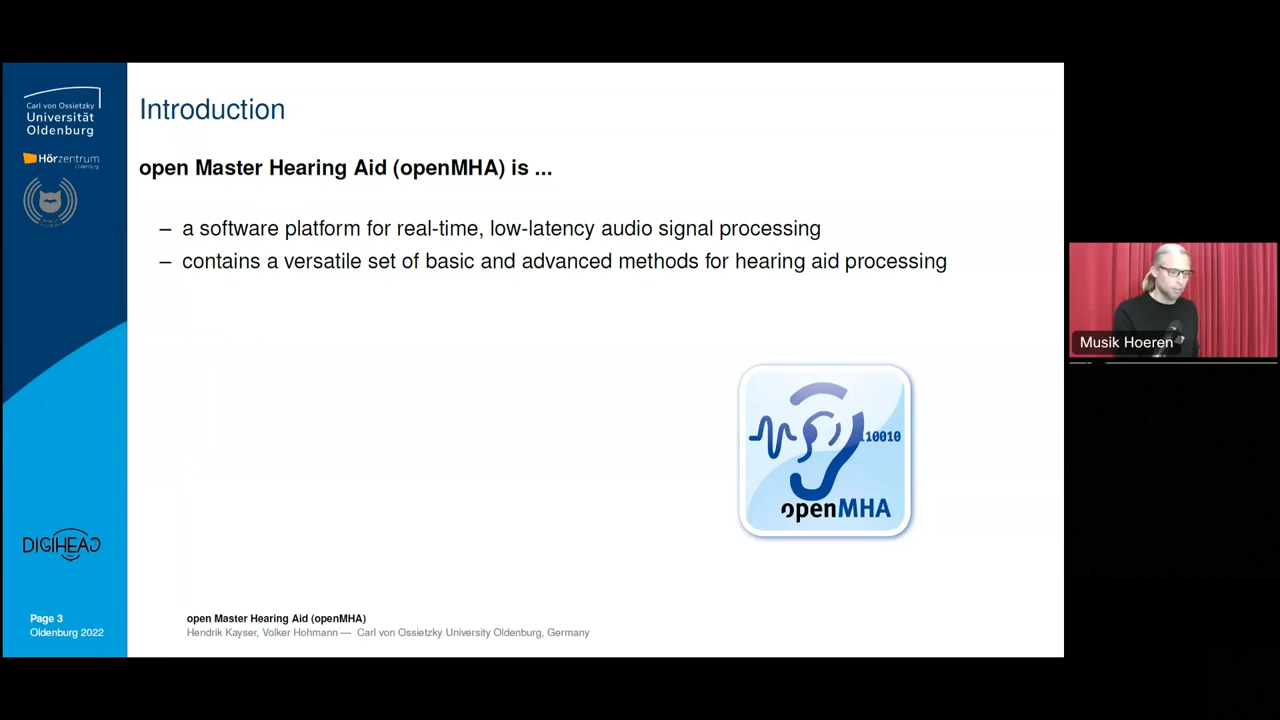 Carl von Ossietzky
Universität
Oldenburg
Hörzentrum
Introduction
open Master Hearing Aid (openMHA) is ...
– a software platform for real-time, low-latency audio signal processing
– contains a versatile set of basic and advanced methods for hearing aid processing
110010
openMHA
Musik Hoeren
DIGIHEAD
Page 3
Oldenburg 2022
open Master Hearing Aid (openMHA)
Hendrik Kayser, Volker Hohmann — Carl von Ossietzky University Oldenburg, Germany